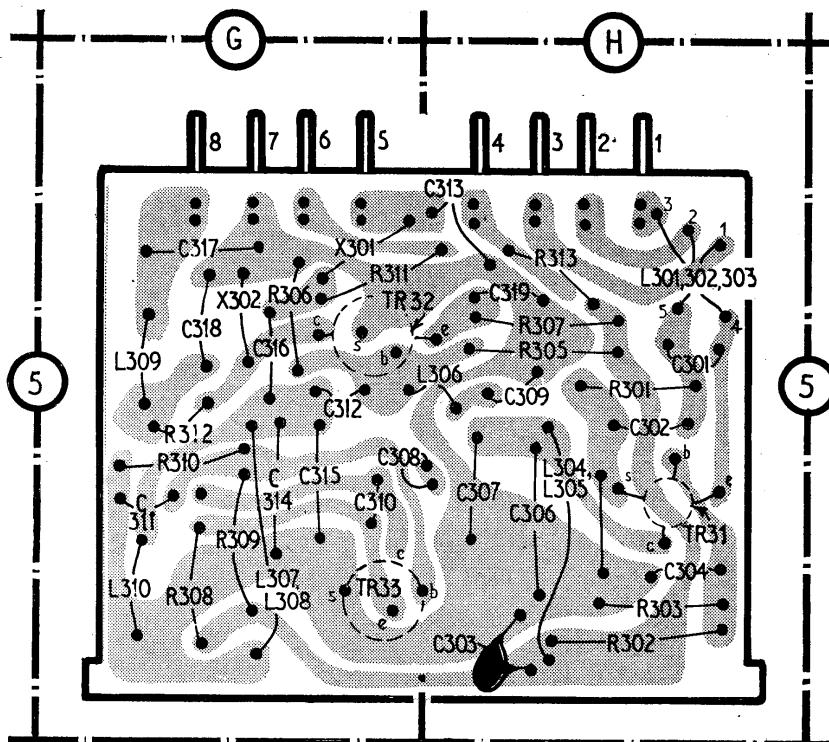 G H
8 7 6 5 4 3 2 1
C313
3 2 1
C317 X301 R313
R311 L301,302,303
X302 R306 TR32 C319
C318 c s b e R307 5 4
L309 C316 R305 C301
5 5
L306 C309 R301
C312
R312 C302
R310 C315 C308 L304,
L305 b
C
314 C310 C307 s e
C
311 R309 C306 TR31
c c
L310 R308 L307
L308 s TR33 b C304
e R303
C303 R302